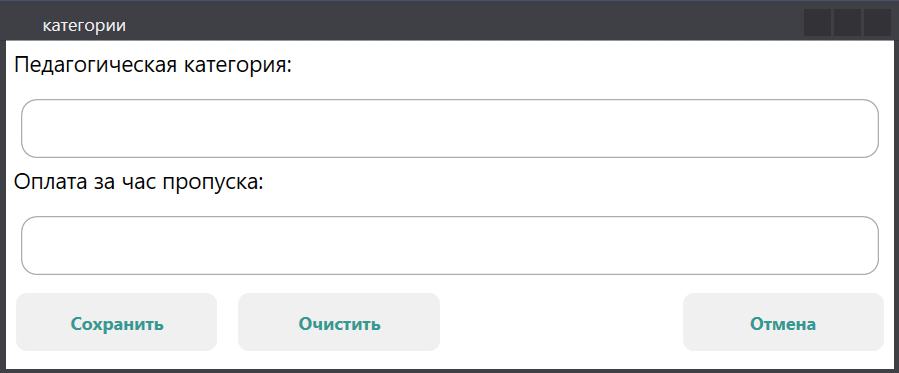 категории
Педагогическая категория:
Оплата за час пропуска:
Сохранить Очистить Отмена